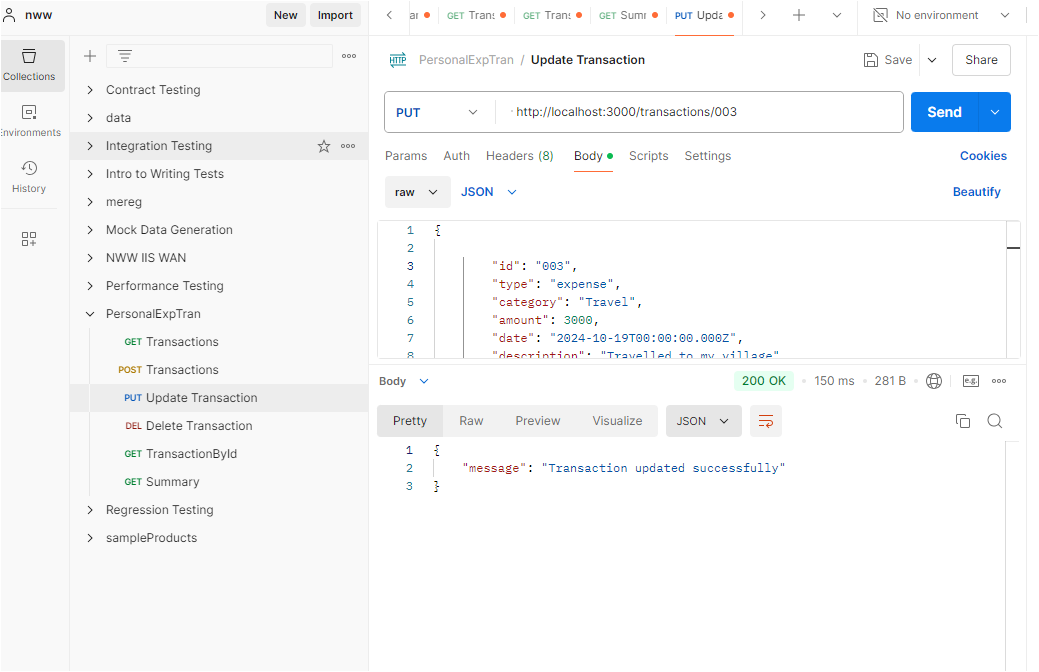 nww New Import
Collections
Environments
History
Contract Testing
data
Integration Testing
Intro to Writing Tests
mereg
Mock Data Generation
NWW IIS WAN
Performance Testing
PersonalExpTran
GET Transactions
POST Transactions
PUT Update Transaction
DEL Delete Transaction
GET TransactionById
GET Summary
Regression Testing
sampleProducts
GET Trans GET Trans GET Sum PUT Upda No environment
HTTP PersonalExpTran / Update Transaction Save Share
PUT http://localhost:3000/transactions/003 Send
Params Auth Headers (8) Body Scripts Settings Cookies
raw JSON Beautify
1 {
2
3 "id": "003",
4 "type": "expense",
5 "category": "Travel",
6 "amount": 3000,
7 "date": "2024-10-19T00:00:00.000Z",
8 "description": "Travelled to my village"
Body 200 OK 150 ms 281 B e.g.
Pretty Raw Preview Visualize JSON
1 {
2 "message": "Transaction updated successfully"
3 }